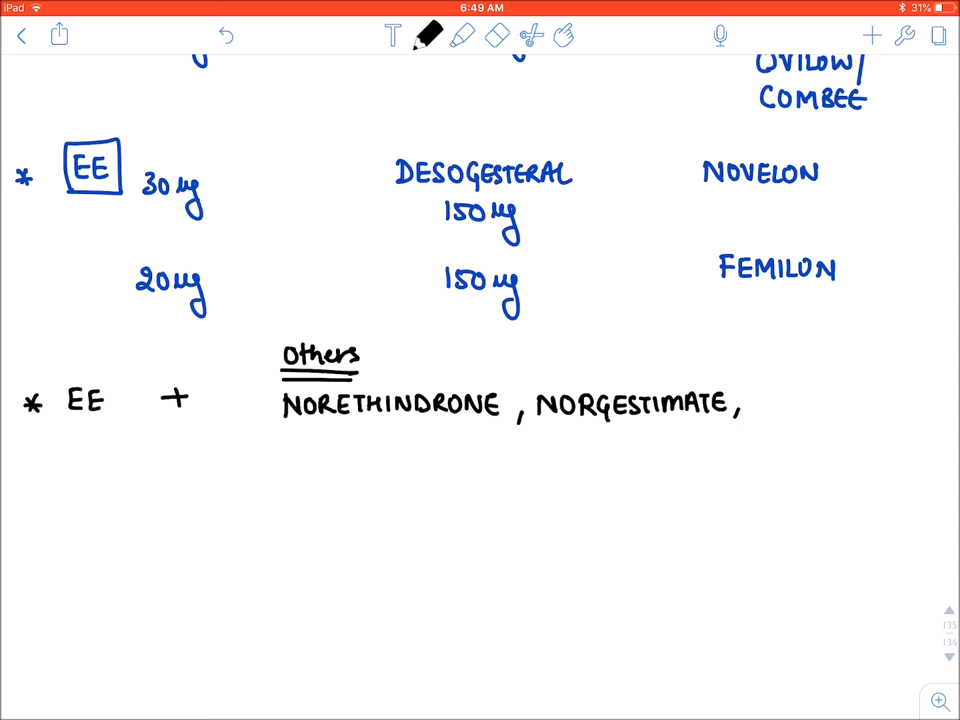 iPad 6:49 AM 31%
T
OVILOW/
COMBEE
* EE 30 µg DESOGESTERAL NOVELON
150 µg
20 µg 150 µg FEMILON
Others
* EE + NORETHINDRONE, NORGESTIMATE,
135
136